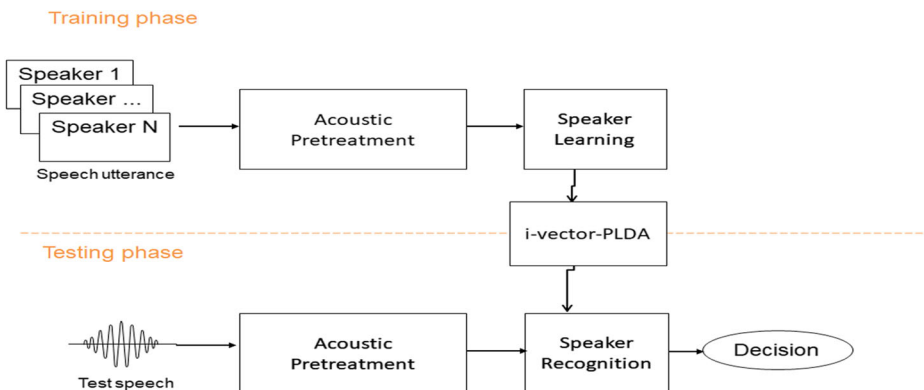 Training phase
Speaker 1
Speaker ...
Speaker N
Speech utterance
Acoustic
Pretreatment
Speaker
Learning
i-vector-PLDA
Testing phase
Test speech
Acoustic
Pretreatment
Speaker
Recognition
Decision